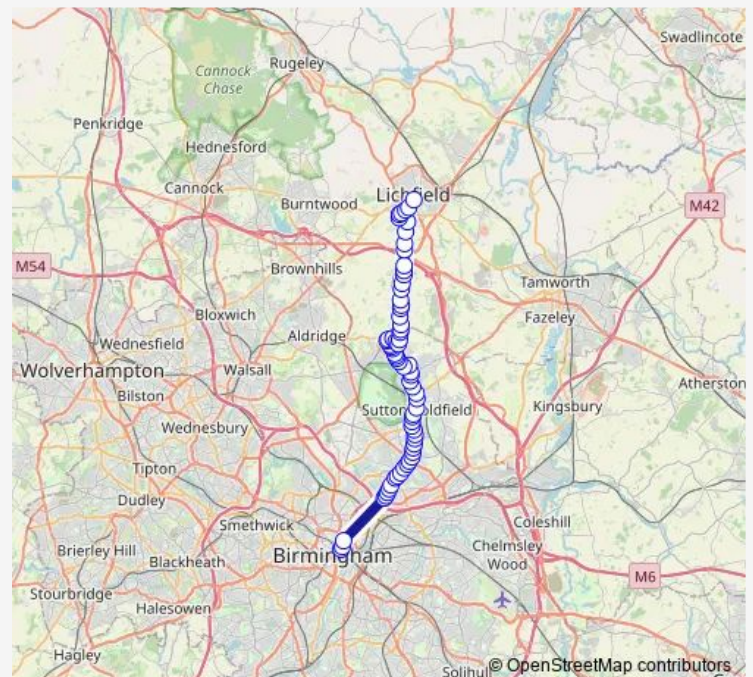 Swadlincote
Rugeley
Cannock
Chase
Penkridge
Hednesford
M42
Cannock
Burntwood
Lichfield
M54
Brownhills
Tamworth
Bloxwich
Fazeley
Aldridge
Wednesfield
Wolverhampton
Walsall
Atherston
Bilston
Kingsbury
Sutton Coldfield
Wednesbury
Tipton
Dudley
Smethwick
Coleshill
Brierley Hill
Birmingham
Chelmsley
Wood
Blackheath
M6
Stourbridge
Halesowen
Hagley
Solihul
© OpenStreetMap contributors